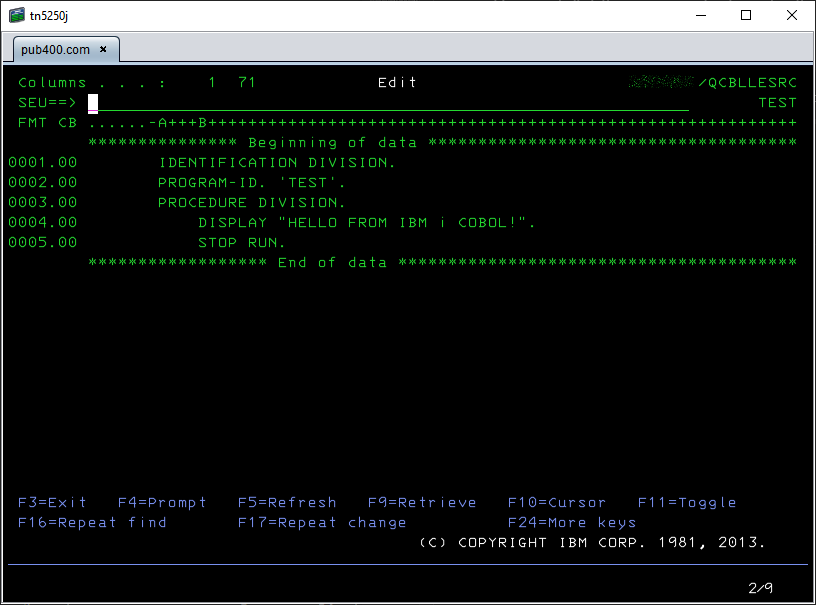 tn5250j
pub400.com ×
Columns . . . :    1  71            Edit                            /QCBLLESRC
SEU==> TEST
FMT CB ......-A+++B+++++++++++++++++++++++++++++++++++++++++++++++++++++++++++
*************** Beginning of data *************************************
0001.00        IDENTIFICATION DIVISION.
0002.00        PROGRAM-ID. 'TEST'.
0003.00        PROCEDURE DIVISION.
0004.00            DISPLAY "HELLO FROM IBM i COBOL!".
0005.00            STOP RUN.
****************** End of data ****************************************
F3=Exit   F4=Prompt   F5=Refresh   F9=Retrieve   F10=Cursor   F11=Toggle
F16=Repeat find       F17=Repeat change          F24=More keys
(C) COPYRIGHT IBM CORP. 1981, 2013.
2/9